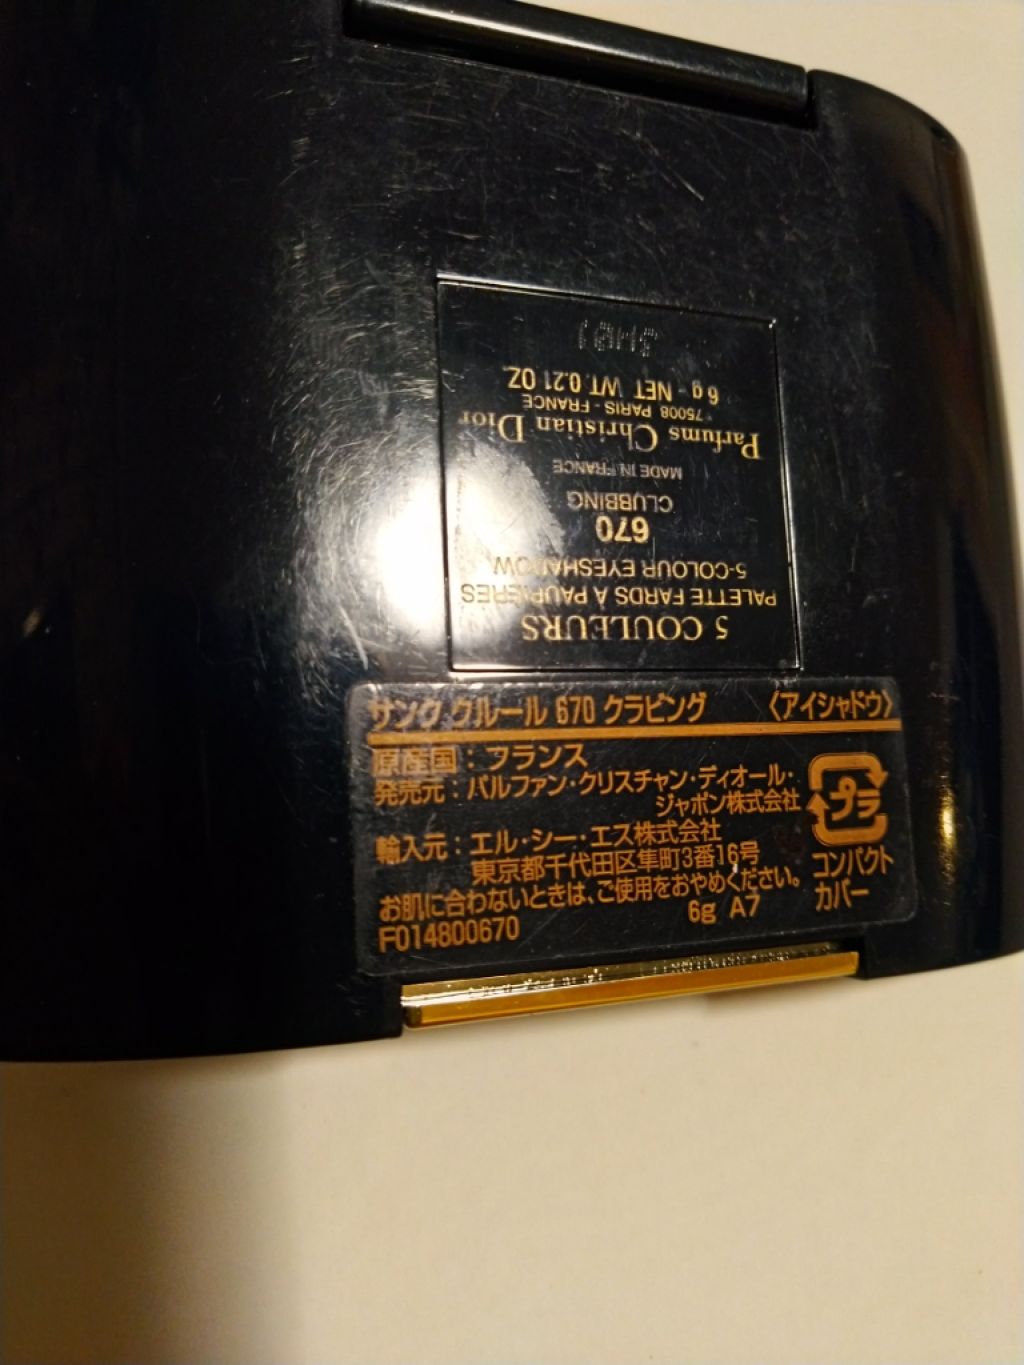 5 COULEURS
PALETTE FARDS À PAUPIÈRES
5-COLOUR EYESHADOW
670
CLUBBING
MADE IN FRANCE
Parfums Christian Dior
75008 PARIS - FRANCE
6 g - NET WT. 0.21 OZ.
サンク クルール 670 クラビング 〈アイシャドウ〉
原産国:フランス
発売元:パルファン・クリスチャン・ディオール・
ジャポン株式会社
輸入元:エル・シー・エス株式会社
東京都千代田区隼町3番16号
お肌に合わないときは、ご使用をおやめください。
6g A7
F014800670
プラ
コンパクト
カバー